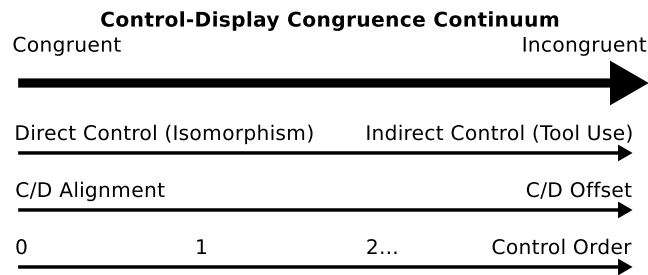 Control-Display Congruence Continuum
Congruent Incongruent
Direct Control (Isomorphism) Indirect Control (Tool Use)
C/D Alignment C/D Offset
0 1 2... Control Order